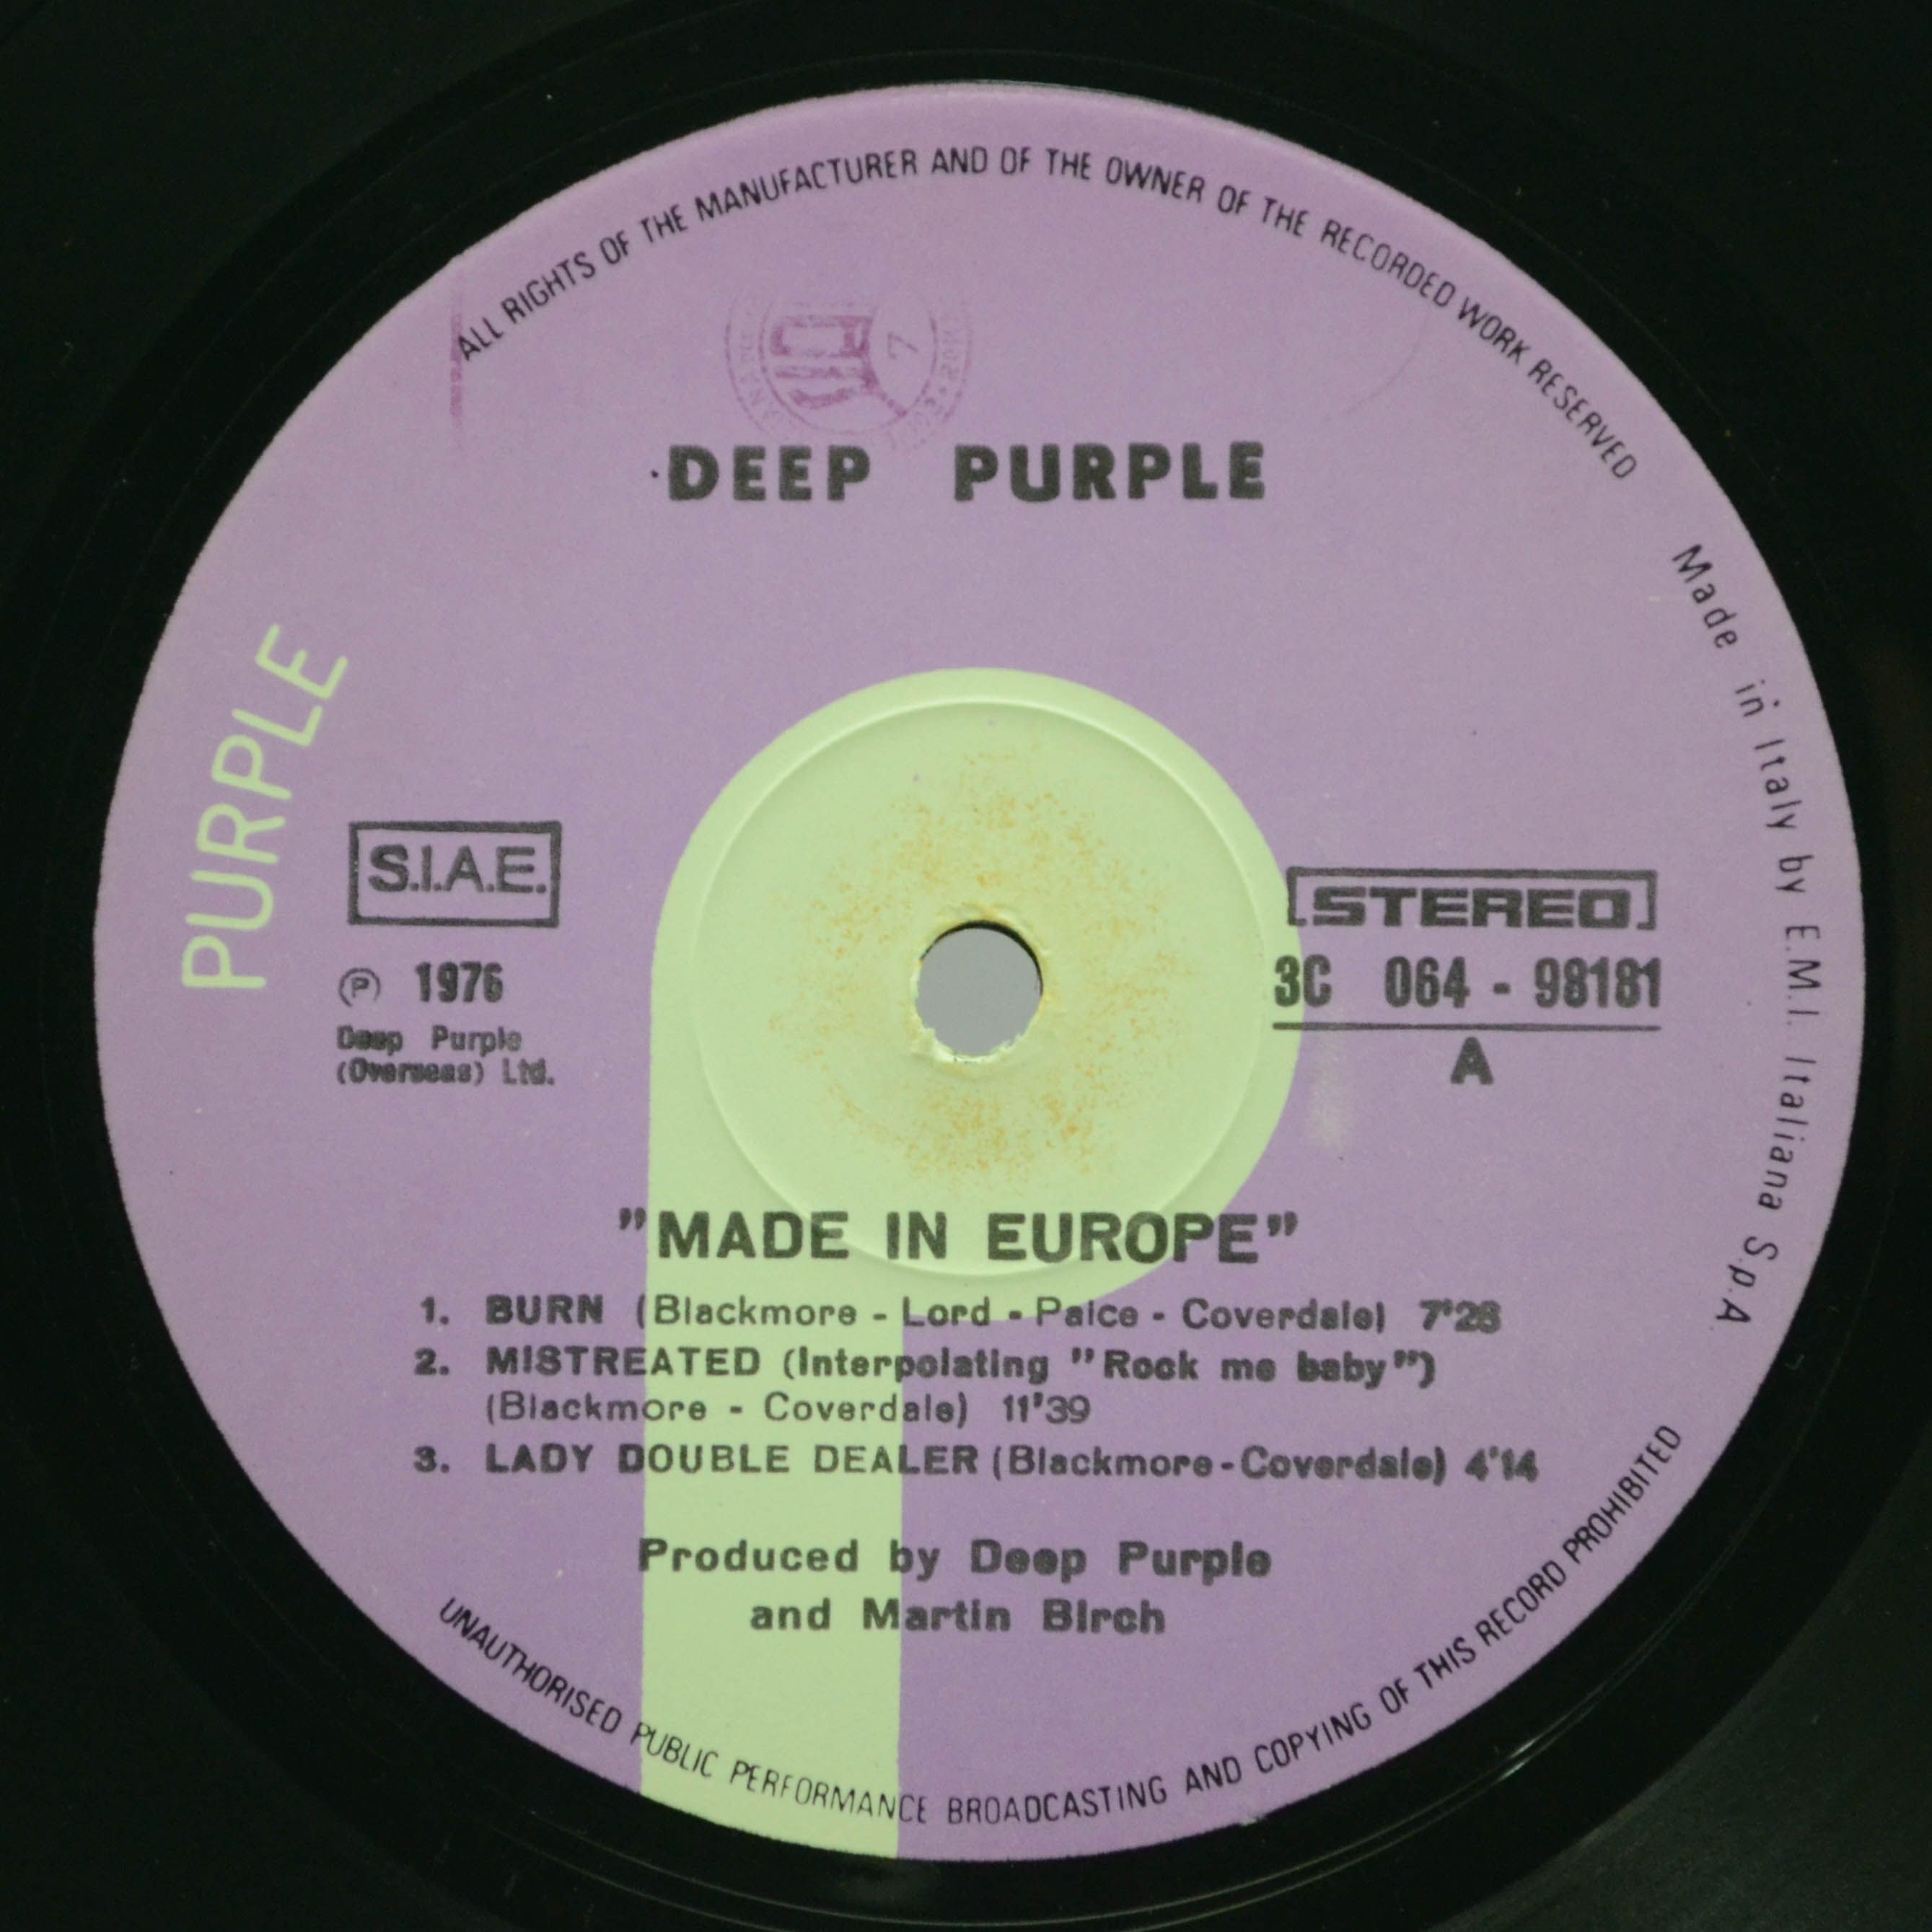 ALL RIGHTS OF THE MANUFACTURER AND OF THE OWNER OF THE RECORDED WORK RESERVED
DEEP PURPLE
PURPLE
S.I.A.E.
Ⓟ 1976
Deep Purple
(Overseas) Ltd.
STEREO
3C 064 - 98181
A
Made in Italy by E.M.I. Italiana S.p.A
"MADE IN EUROPE"
1. BURN (Blackmore - Lord - Paice - Coverdale) 7'26
2. MISTREATED (Interpolating "Rock me baby")
(Blackmore - Coverdale) 11'39
3. LADY DOUBLE DEALER (Blackmore - Coverdale) 4'14
Produced by Deep Purple
and Martin Birch
UNAUTHORISED PUBLIC PERFORMANCE BROADCASTING AND COPYING OF THIS RECORD PROHIBITED